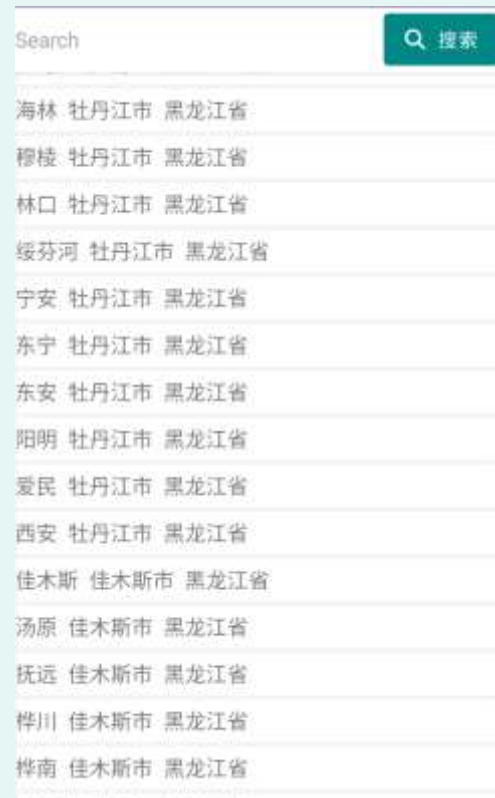 Search
搜索
海林 牡丹江市 黑龙江省
穆棱 牡丹江市 黑龙江省
林口 牡丹江市 黑龙江省
绥芬河 牡丹江市 黑龙江省
宁安 牡丹江市 黑龙江省
东宁 牡丹江市 黑龙江省
东安 牡丹江市 黑龙江省
阳明 牡丹江市 黑龙江省
爱民 牡丹江市 黑龙江省
西安 牡丹江市 黑龙江省
佳木斯 佳木斯市 黑龙江省
汤原 佳木斯市 黑龙江省
抚远 佳木斯市 黑龙江省
桦川 佳木斯市 黑龙江省
桦南 佳木斯市 黑龙江省